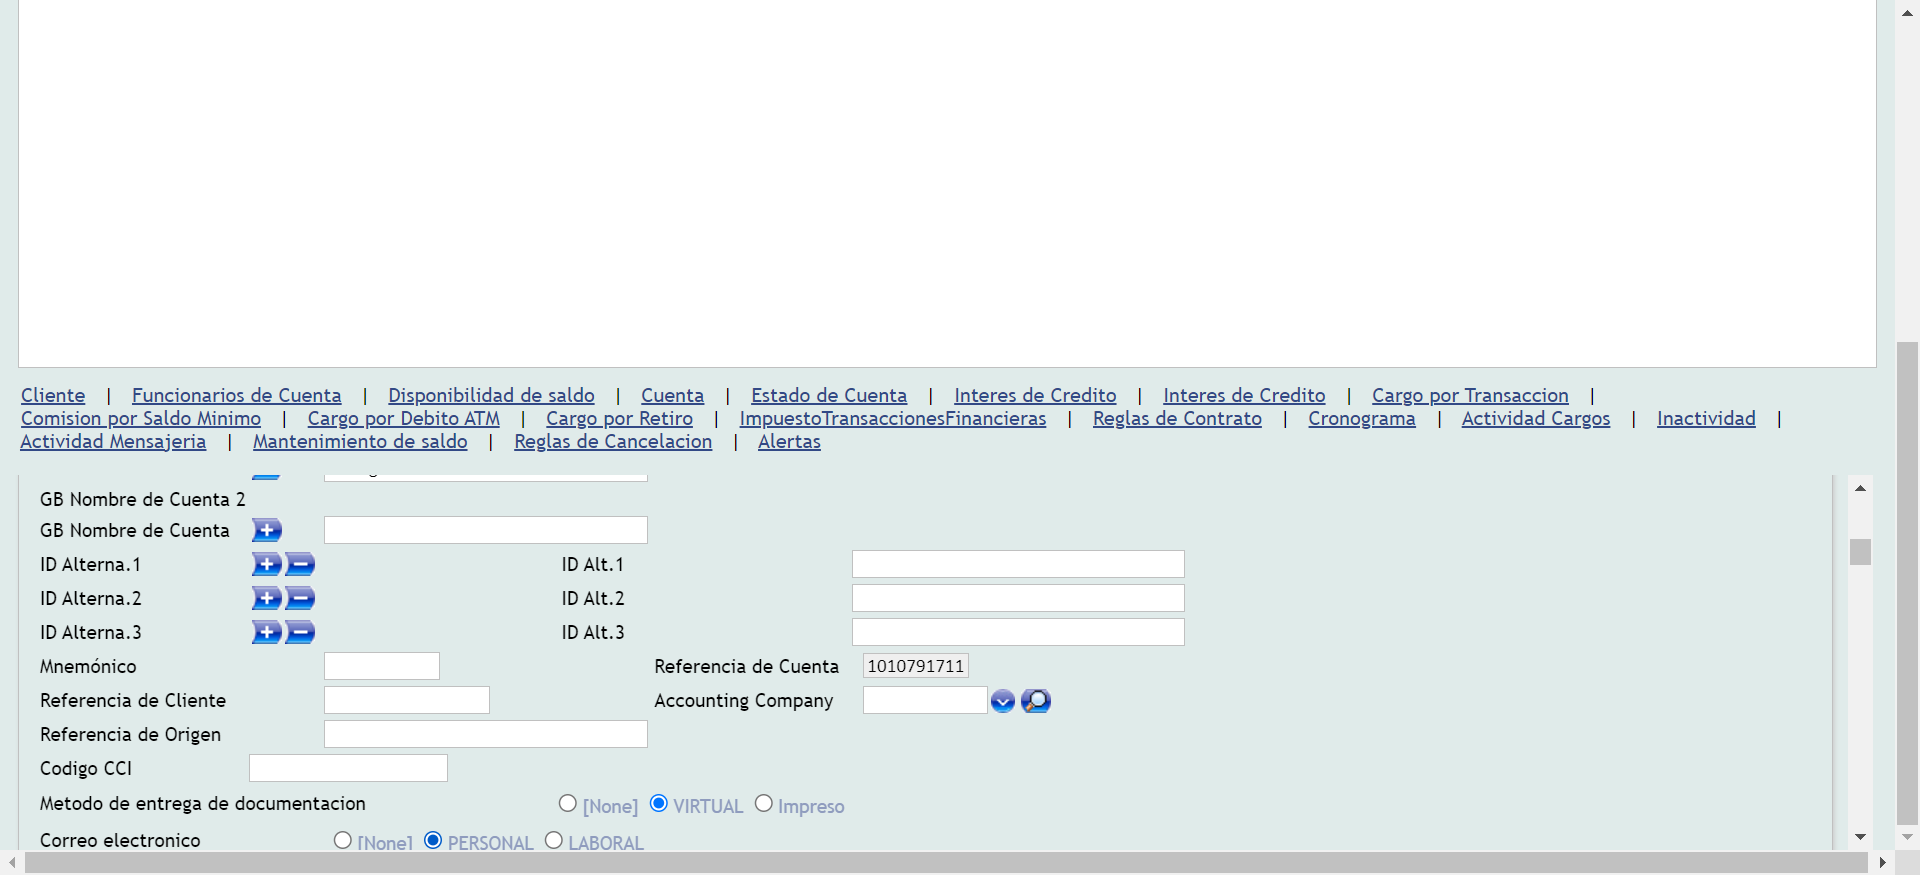 Cliente | Funcionarios de Cuenta | Disponibilidad de saldo | Cuenta | Estado de Cuenta | Interes de Credito | Interes de Credito | Cargo por Transaccion |
Comision por Saldo Minimo | Cargo por Debito ATM | Cargo por Retiro | ImpuestoTransaccionesFinancieras | Reglas de Contrato | Cronograma | Actividad Cargos | Inactividad |
Actividad Mensajeria | Mantenimiento de saldo | Reglas de Cancelacion | Alertas
GB Nombre de Cuenta 2
GB Nombre de Cuenta
ID Alterna.1 ID Alt.1
ID Alterna.2 ID Alt.2
ID Alterna.3 ID Alt.3
Mnemónico Referencia de Cuenta 1010791711
Referencia de Cliente Accounting Company
Referencia de Origen
Codigo CCI
Metodo de entrega de documentacion [None] VIRTUAL Impreso
Correo electronico [None] PERSONAL LABORAL